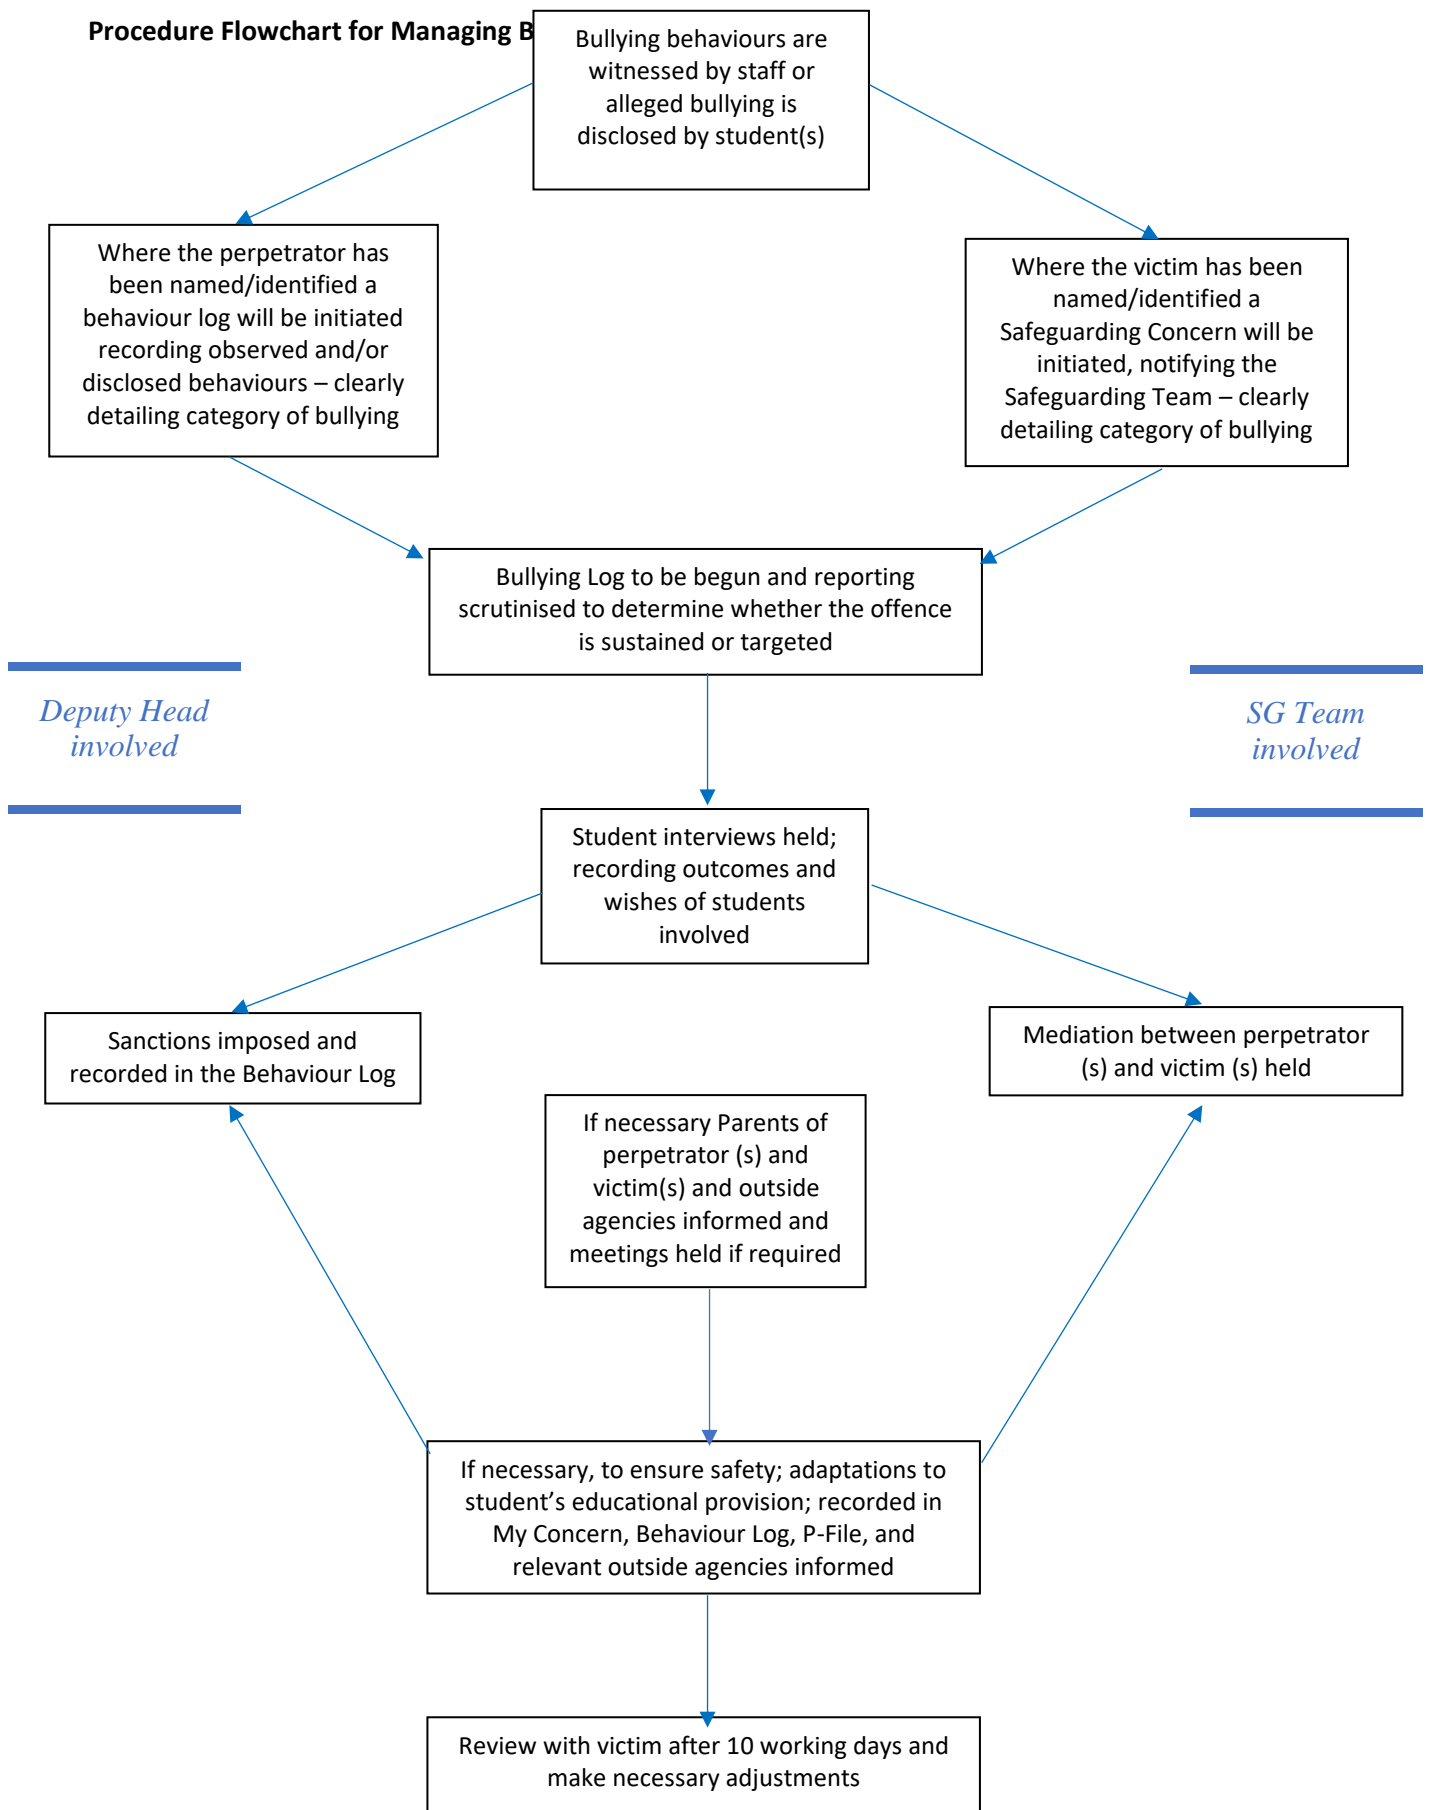 Procedure Flowchart for Managing B
Bullying behaviours are
witnessed by staff or
alleged bullying is
disclosed by student(s)
Where the perpetrator has
been named/identified a
behaviour log will be initiated
recording observed and/or
disclosed behaviours – clearly
detailing category of bullying
Where the victim has been
named/identified a
Safeguarding Concern will be
initiated, notifying the
Safeguarding Team – clearly
detailing category of bullying
Bullying Log to be begun and reporting
scrutinised to determine whether the offence
is sustained or targeted
Deputy Head
involved
SG Team
involved
Student interviews held;
recording outcomes and
wishes of students
involved
Sanctions imposed and
recorded in the Behaviour Log
Mediation between perpetrator
(s) and victim (s) held
If necessary Parents of
perpetrator (s) and
victim(s) and outside
agencies informed and
meetings held if required
If necessary, to ensure safety; adaptations to
student’s educational provision; recorded in
My Concern, Behaviour Log, P-File, and
relevant outside agencies informed
Review with victim after 10 working days and
make necessary adjustments